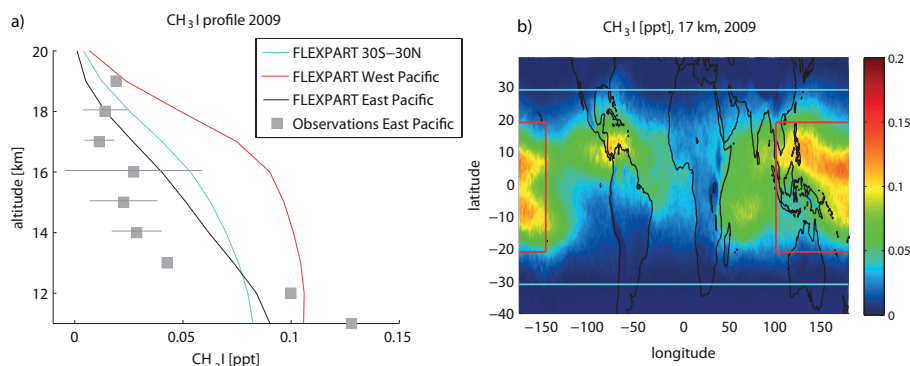 a)
CH3I profile 2009
20
18
16
14
12
altitude [km]
0
0.05
0.1
0.15
CH3I [ppt]
FLEXPART 30S−30N
FLEXPART West Pacific
FLEXPART East Pacific
Observations East Pacific
b)
CH3I [ppt], 17 km, 2009
30
20
10
0
−10
−20
−30
−40
latitude
−150
−100
−50
0
50
100
150
longitude
0.2
0.15
0.1
0.05
0